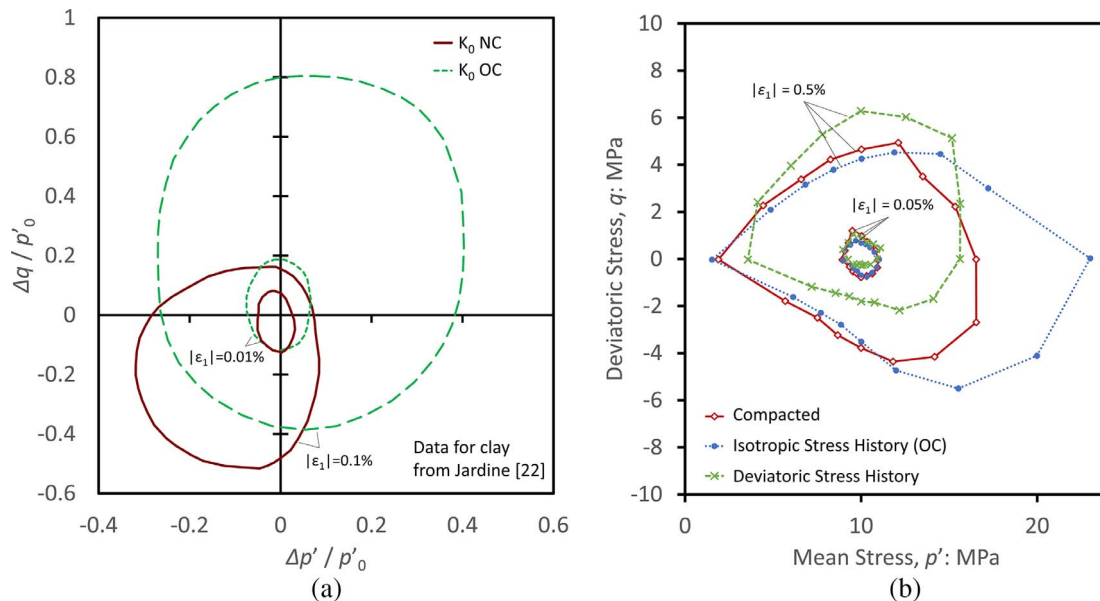 1
0.8
0.6
0.4
0.2
0
-0.2
-0.4
-0.6
-0.4
-0.2
0
0.2
0.4
0.6
Δq / p'₀
Δp' / p'₀
K₀ NC
K₀ OC
|ε₁|=0.01%
|ε₁|=0.1%
Data for clay
from Jardine [22]
(a)
10
8
6
4
2
0
-2
-4
-6
-8
-10
0
10
20
Deviatoric Stress, q: MPa
Mean Stress, p': MPa
|ε₁| = 0.5%
|ε₁| = 0.05%
Compacted
Isotropic Stress History (OC)
Deviatoric Stress History
(b)